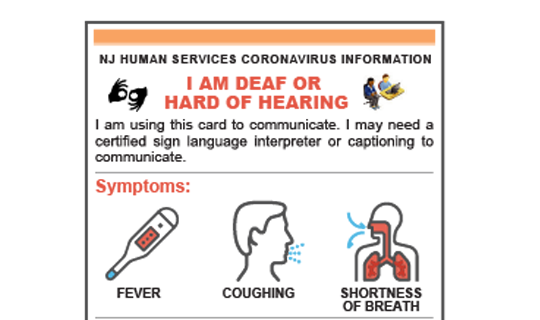 NJ HUMAN SERVICES CORONAVIRUS INFORMATION
I AM DEAF OR
HARD OF HEARING
I am using this card to communicate. I may need a
certified sign language interpreter or captioning to
communicate.
Symptoms:
FEVER
COUGHING
SHORTNESS
OF BREATH